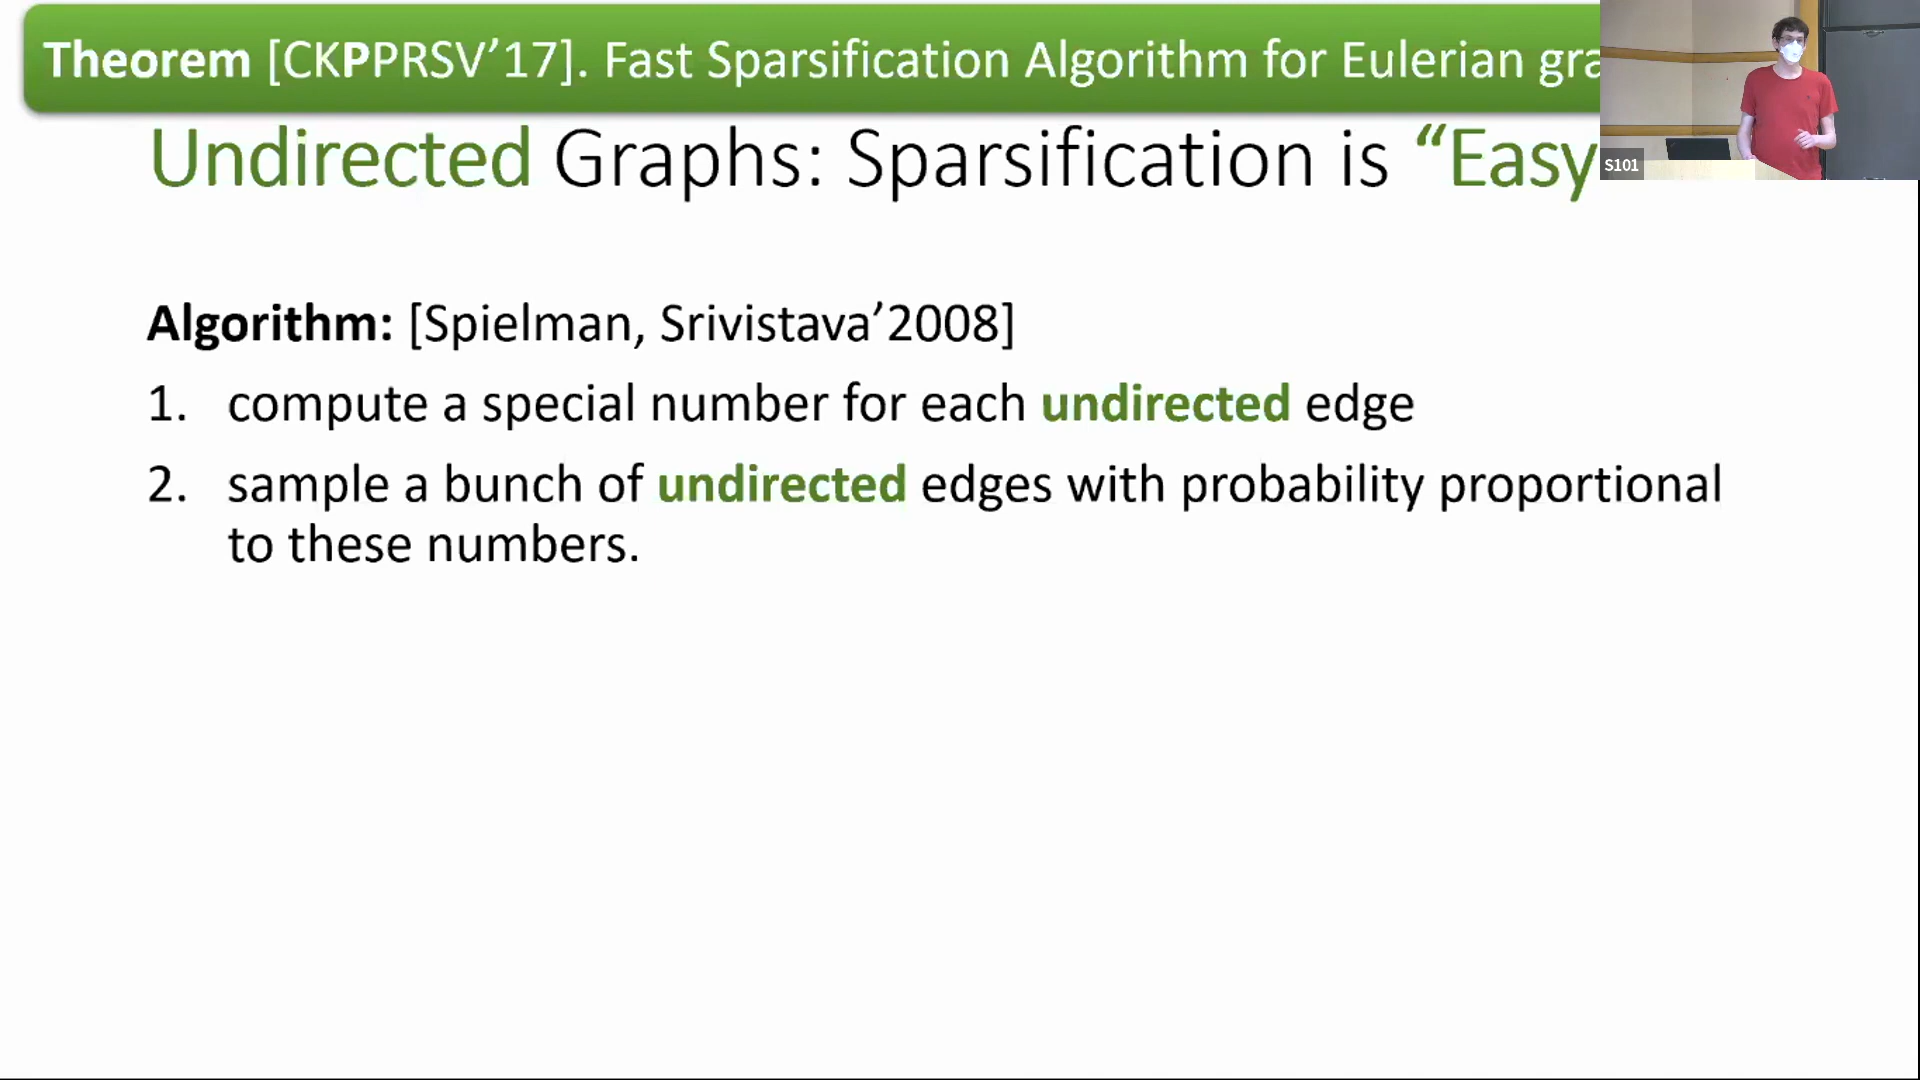 Theorem [CKPPRSV’17]. Fast Sparsification Algorithm for Eulerian gra
S101
Undirected Graphs: Sparsification is “Easy
Algorithm: [Spielman, Srivistava’2008]
1. compute a special number for each undirected edge
2. sample a bunch of undirected edges with probability proportional
to these numbers.